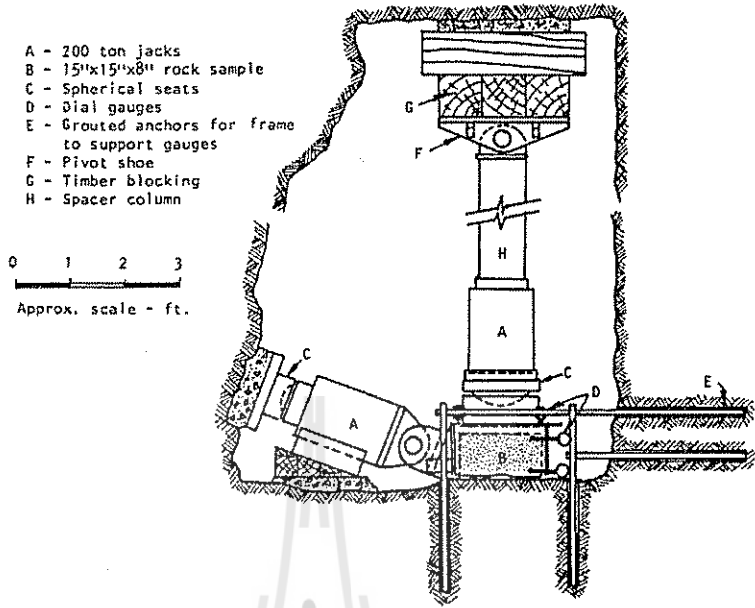 A - 200 ton jacks
B - 15"x15"x8" rock sample
C - Spherical seats
D - Dial gauges
E - Grouted anchors for frame
to support gauges
F - Pivot shoe
G - Timber blocking
H - Spacer column
0 1 2 3
Approx. scale - ft.
G
F
H
A
C
C
D
E
A
B